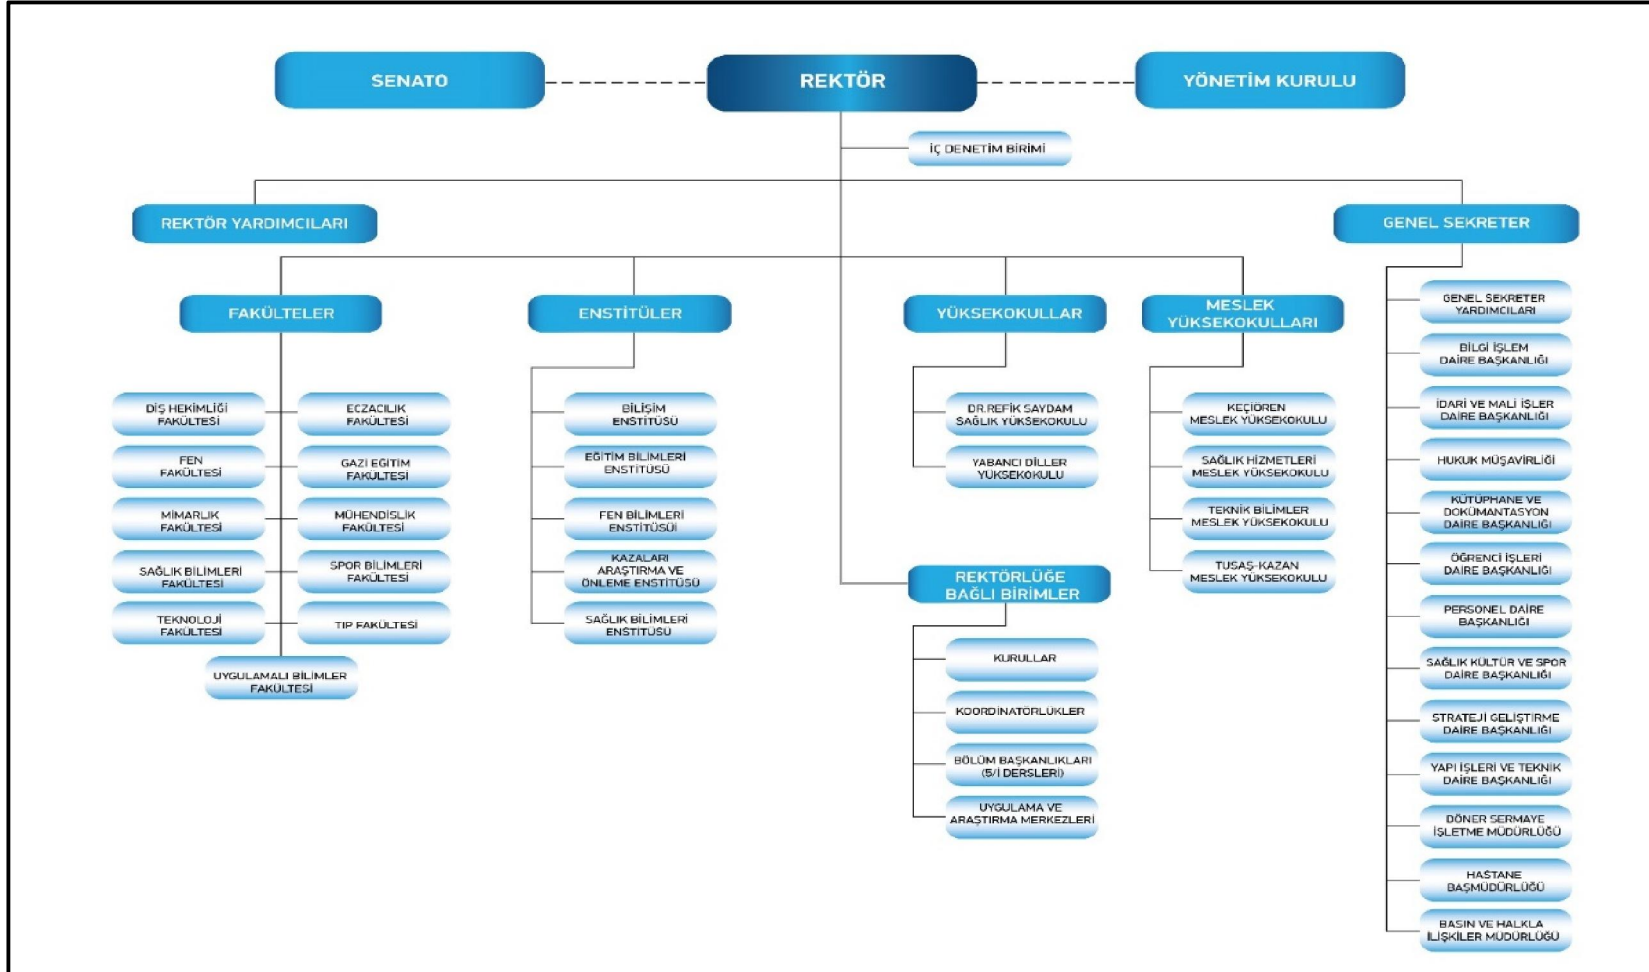 SENATO
REKTÖR
YÖNETİM KURULU
İÇ DENETİM BİRİMİ
REKTÖR YARDIMCILARI
GENEL SEKRETER
FAKÜLTELER
ENSTİTÜLER
YÜKSEKOKULLAR
MESLEK
YÜKSEKOKULLARI
DİŞ HEKİMLİĞİ
FAKÜLTESİ
ECZACILIK
FAKÜLTESİ
FEN
FAKÜLTESİ
GAZİ EĞİTİM
FAKÜLTESİ
MİMARLIK
FAKÜLTESİ
MÜHENDİSLİK
FAKÜLTESİ
SAĞLIK BİLİMLERİ
FAKÜLTESİ
SPOR BİLİMLERİ
FAKÜLTESİ
TEKNOLOJİ
FAKÜLTESİ
TIP FAKÜLTESİ
UYGULAMALI BİLİMLER
FAKÜLTESİ
BİLİŞİM
ENSTİTÜSÜ
EĞİTİM BİLİMLERİ
ENSTİTÜSÜ
FEN BİLİMLERİ
ENSTİTÜSÜİ
KAZALARI
ARAŞTIRMA VE
ÖNLEME ENSTİTÜSÜ
SAĞLIK BİLİMLERİ
ENSTİTÜSÜ
DR.REFİK SAYDAM
SAĞLIK YÜKSEKOKULU
YABANCI DİLLER
YÜKSEKOKULU
KEÇİÖREN
MESLEK YÜKSEKOKULU
SAĞLIK HİZMETLERİ
MESLEK YÜKSEKOKULU
TEKNİK BİLİMLER
MESLEK YÜKSEKOKULU
TUSAŞ-KAZAN
MESLEK YÜKSEKOKULU
REKTÖRLÜĞE
BAĞLI BİRİMLER
KURULLAR
KOORDİNATÖRLÜKLER
BÖLÜM BAŞKANLIKLARI
(5/İ DERSLERİ)
UYGULAMA VE
ARAŞTIRMA MERKEZLERİ
GENEL SEKRETER
YARDIMCILARI
BİLGİ İŞLEM
DAİRE BAŞKANLIĞI
İDARİ VE MALİ İŞLER
DAİRE BAŞKANLIĞI
HUKUK MÜŞAVİRLİĞİ
KÜTÜPHANE VE
DOKÜMANTASYON
DAİRE BAŞKANLIĞI
ÖĞRENCİ İŞLERİ
DAİRE BAŞKANLIĞI
PERSONEL DAİRE
BAŞKANLIĞI
SAĞLIK KÜLTÜR VE SPOR
DAİRE BAŞKANLIĞI
STRATEJİ GELİŞTİRME
DAİRE BAŞKANLIĞI
YAPI İŞLERİ VE TEKNİK
DAİRE BAŞKANLIĞI
DÖNER SERMAYE
İŞLETME MÜDÜRLÜĞÜ
HASTANE
BAŞMÜDÜRLÜĞÜ
BASIN VE HALKLA
İLİŞKİLER MÜDÜRLÜĞÜ